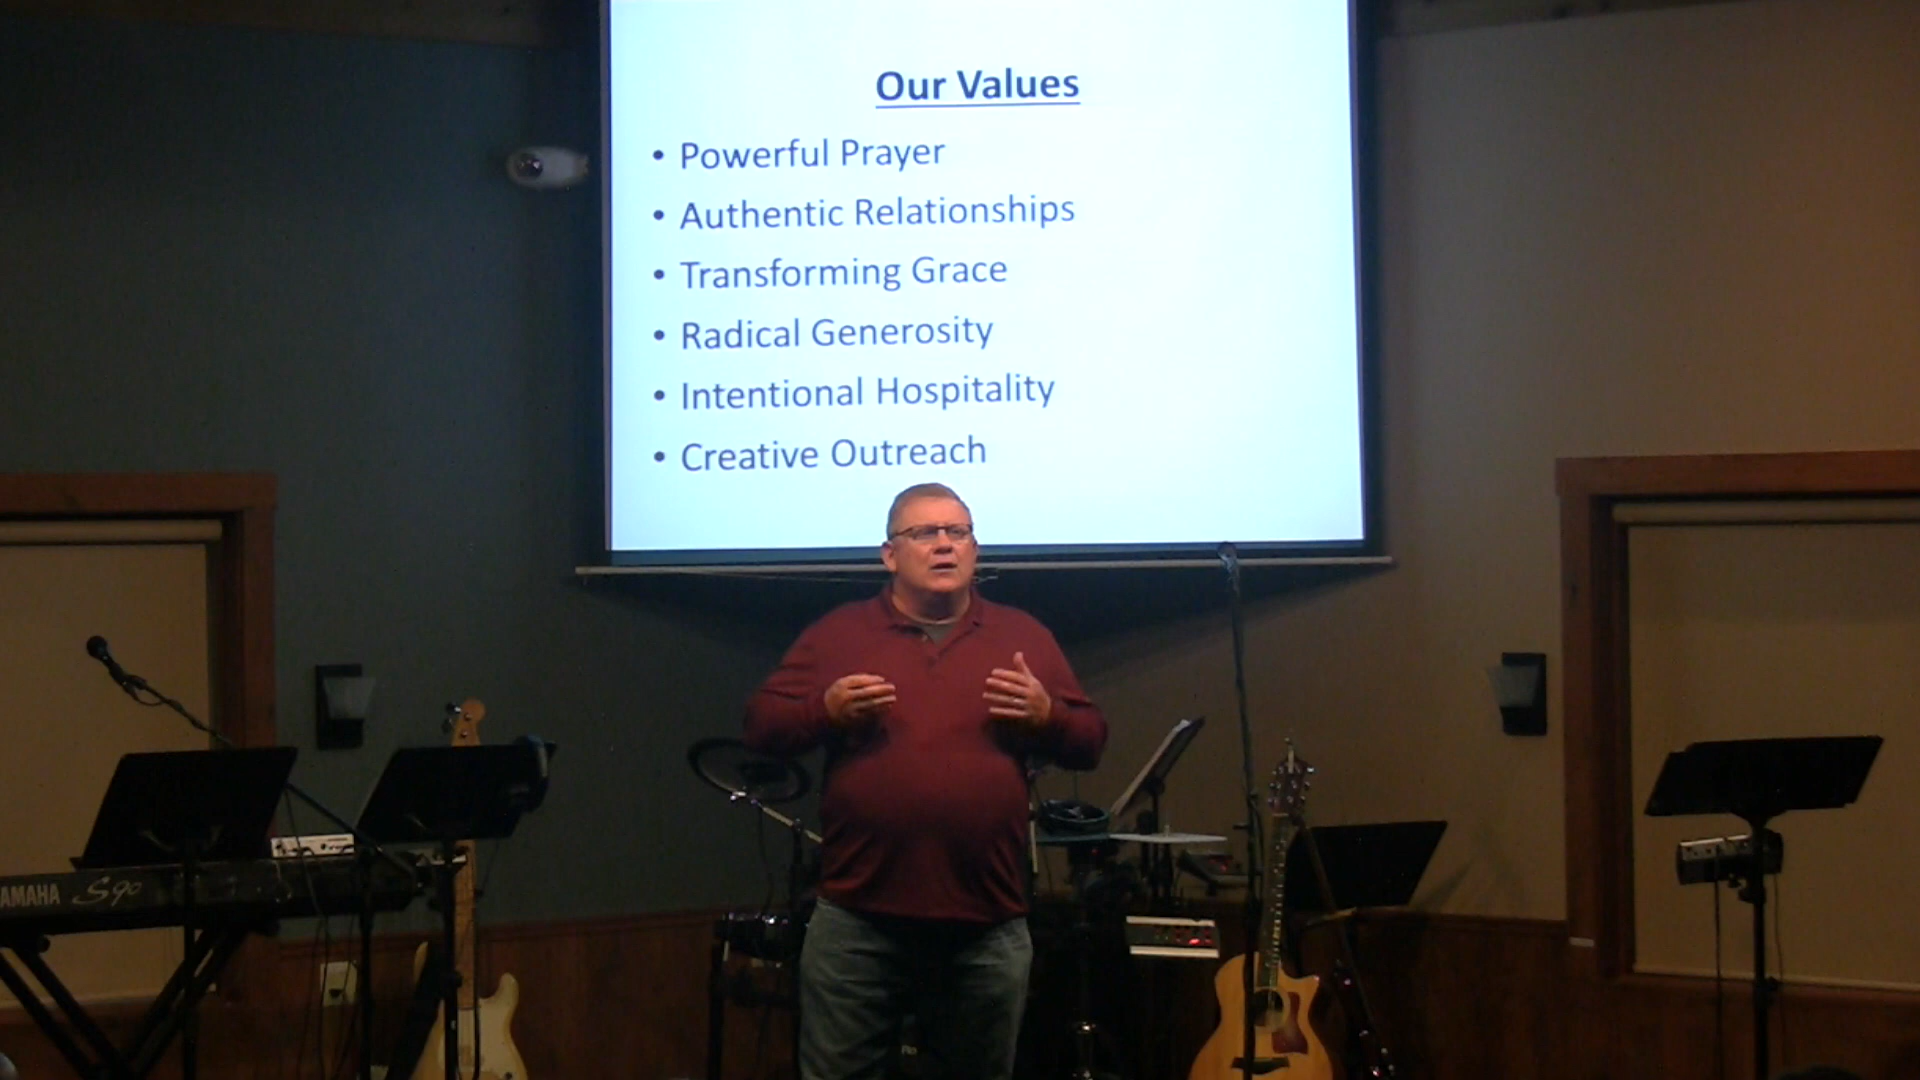 Our Values
• Powerful Prayer
• Authentic Relationships
• Transforming Grace
• Radical Generosity
• Intentional Hospitality
• Creative Outreach
AMAHA S90